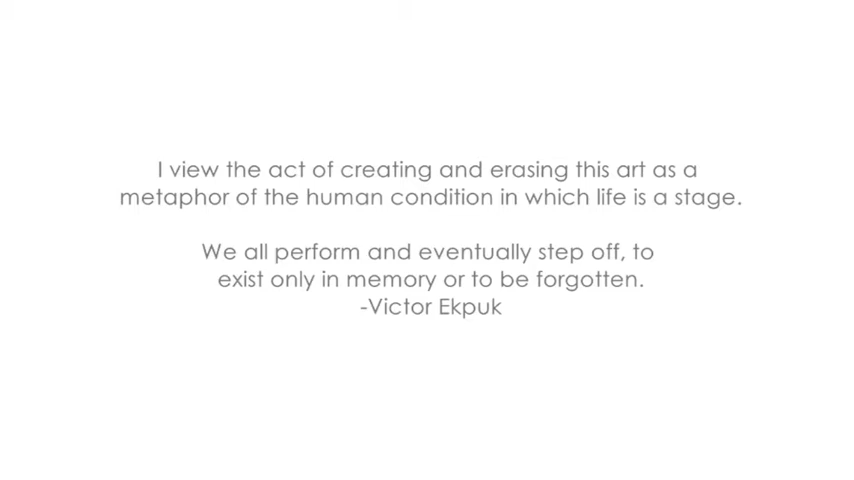 I view the act of creating and erasing this art as a
metaphor of the human condition in which life is a stage.
We all perform and eventually step off, to
exist only in memory or to be forgotten.
-Victor Ekpuk